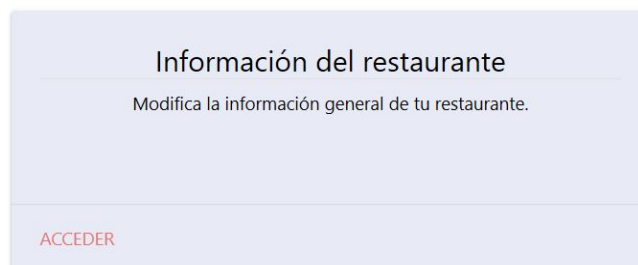 Información del restaurante
Modifica la información general de tu restaurante.
ACCEDER